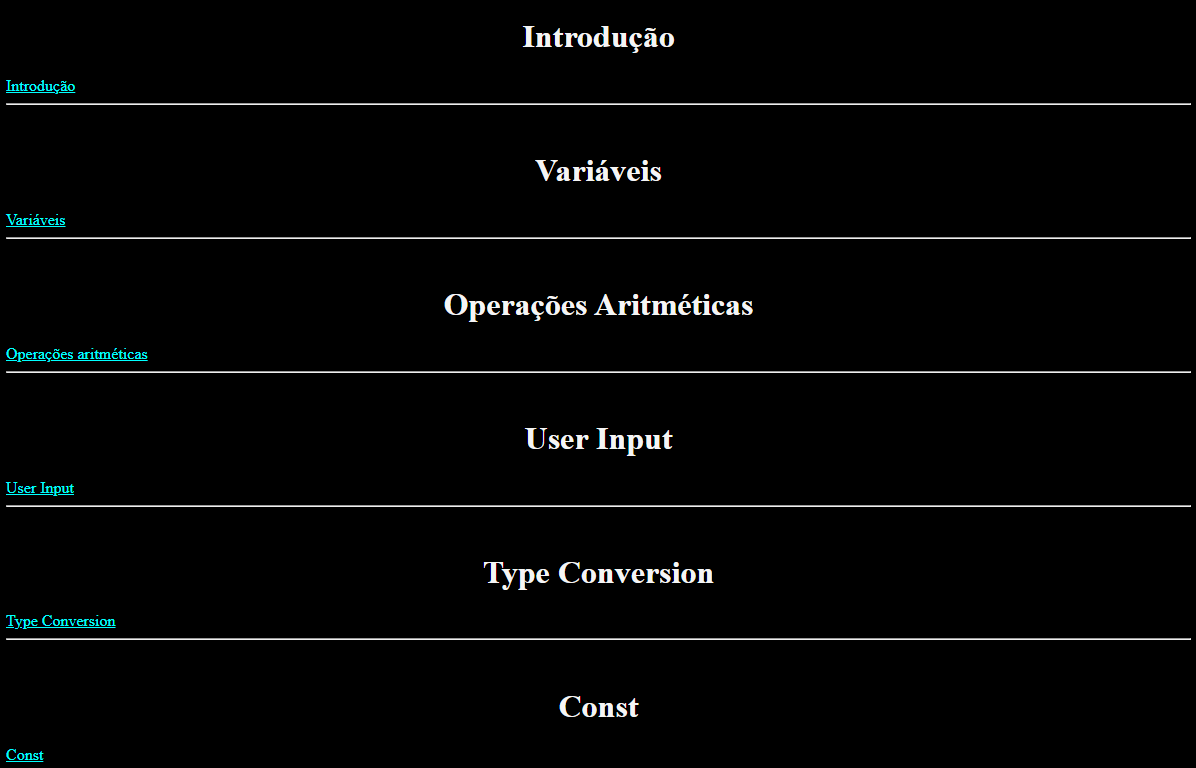 Introdução
Introdução
Variáveis
Variáveis
Operações Aritméticas
Operações aritméticas
User Input
User Input
Type Conversion
Type Conversion
Const
Const